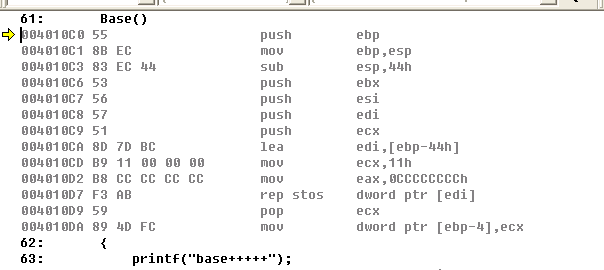 61:        Base()
004010C0 55                   push        ebp
004010C1 8B EC                mov         ebp,esp
004010C3 83 EC 44             sub         esp,44h
004010C6 53                   push        ebx
004010C7 56                   push        esi
004010C8 57                   push        edi
004010C9 51                   push        ecx
004010CA 8D 7D BC             lea         edi,[ebp-44h]
004010CD B9 11 00 00 00       mov         ecx,11h
004010D2 B8 CC CC CC CC       mov         eax,0CCCCCCCCh
004010D7 F3 AB                rep stos    dword ptr [edi]
004010D9 59                   pop         ecx
004010DA 89 4D FC             mov         dword ptr [ebp-4],ecx
62:        {
63:            printf("base+++++");